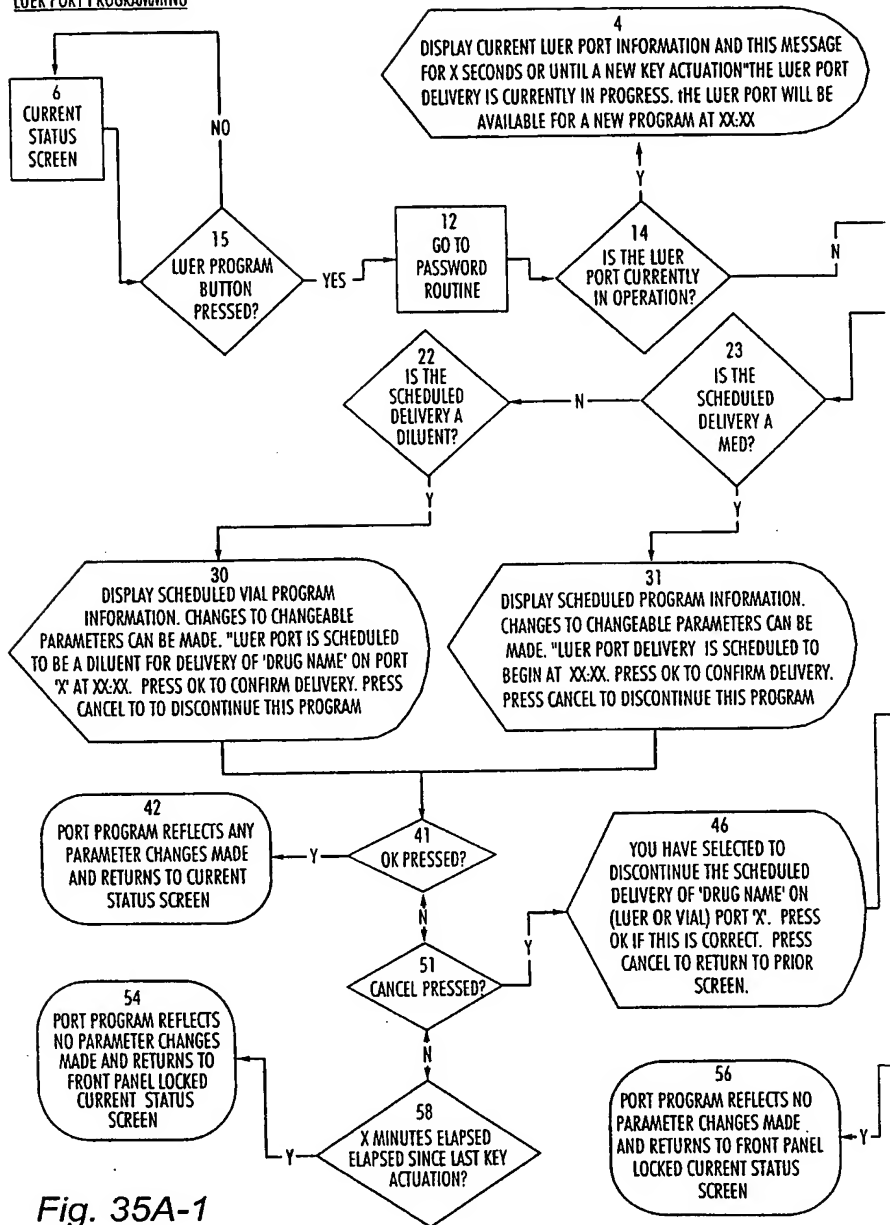 LUER PORT PROGRAMMING
4
DISPLAY CURRENT LUER PORT INFORMATION AND THIS MESSAGE
FOR X SECONDS OR UNTIL A NEW KEY ACTUATION"THE LUER PORT
DELIVERY IS CURRENTLY IN PROGRESS. tHE LUER PORT WILL BE
AVAILABLE FOR A NEW PROGRAM AT XX:XX
6
CURRENT
STATUS
SCREEN
NO
15
LUER PROGRAM
BUTTON
PRESSED?
YES
12
GO TO
PASSWORD
ROUTINE
Y
14
IS THE LUER
PORT CURRENTLY
IN OPERATION?
N
22
IS THE
SCHEDULED
DELIVERY A
DILUENT?
N
23
IS THE
SCHEDULED
DELIVERY A
MED?
Y
Y
30
DISPLAY SCHEDULED VIAL PROGRAM
INFORMATION. CHANGES TO CHANGEABLE
PARAMETERS CAN BE MADE. "LUER PORT IS SCHEDULED
TO BE A DILUENT FOR DELIVERY OF 'DRUG NAME' ON PORT
'X' AT XX:XX. PRESS OK TO CONFIRM DELIVERY. PRESS
CANCEL TO TO DISCONTINUE THIS PROGRAM
31
DISPLAY SCHEDULED PROGRAM INFORMATION.
CHANGES TO CHANGEABLE PARAMETERS CAN BE
MADE. "LUER PORT DELIVERY IS SCHEDULED TO
BEGIN AT XX:XX. PRESS OK TO CONFIRM DELIVERY.
PRESS CANCEL TO DISCONTINUE THIS PROGRAM
42
PORT PROGRAM REFLECTS ANY
PARAMETER CHANGES MADE
AND RETURNS TO CURRENT
STATUS SCREEN
Y
41
OK PRESSED?
N
46
YOU HAVE SELECTED TO
DISCONTINUE THE SCHEDULED
DELIVERY OF 'DRUG NAME' ON
(LUER OR VIAL) PORT 'X'. PRESS
OK IF THIS IS CORRECT. PRESS
CANCEL TO RETURN TO PRIOR
SCREEN.
Y
51
CANCEL PRESSED?
N
54
PORT PROGRAM REFLECTS
NO PARAMETER CHANGES
MADE AND RETURNS TO
FRONT PANEL LOCKED
CURRENT STATUS
SCREEN
Y
58
X MINUTES ELAPSED
ELAPSED SINCE LAST KEY
ACTUATION?
56
PORT PROGRAM REFLECTS NO
PARAMETER CHANGES MADE
AND RETURNS TO FRONT PANEL
LOCKED CURRENT STATUS
SCREEN
Y
Fig. 35A-1